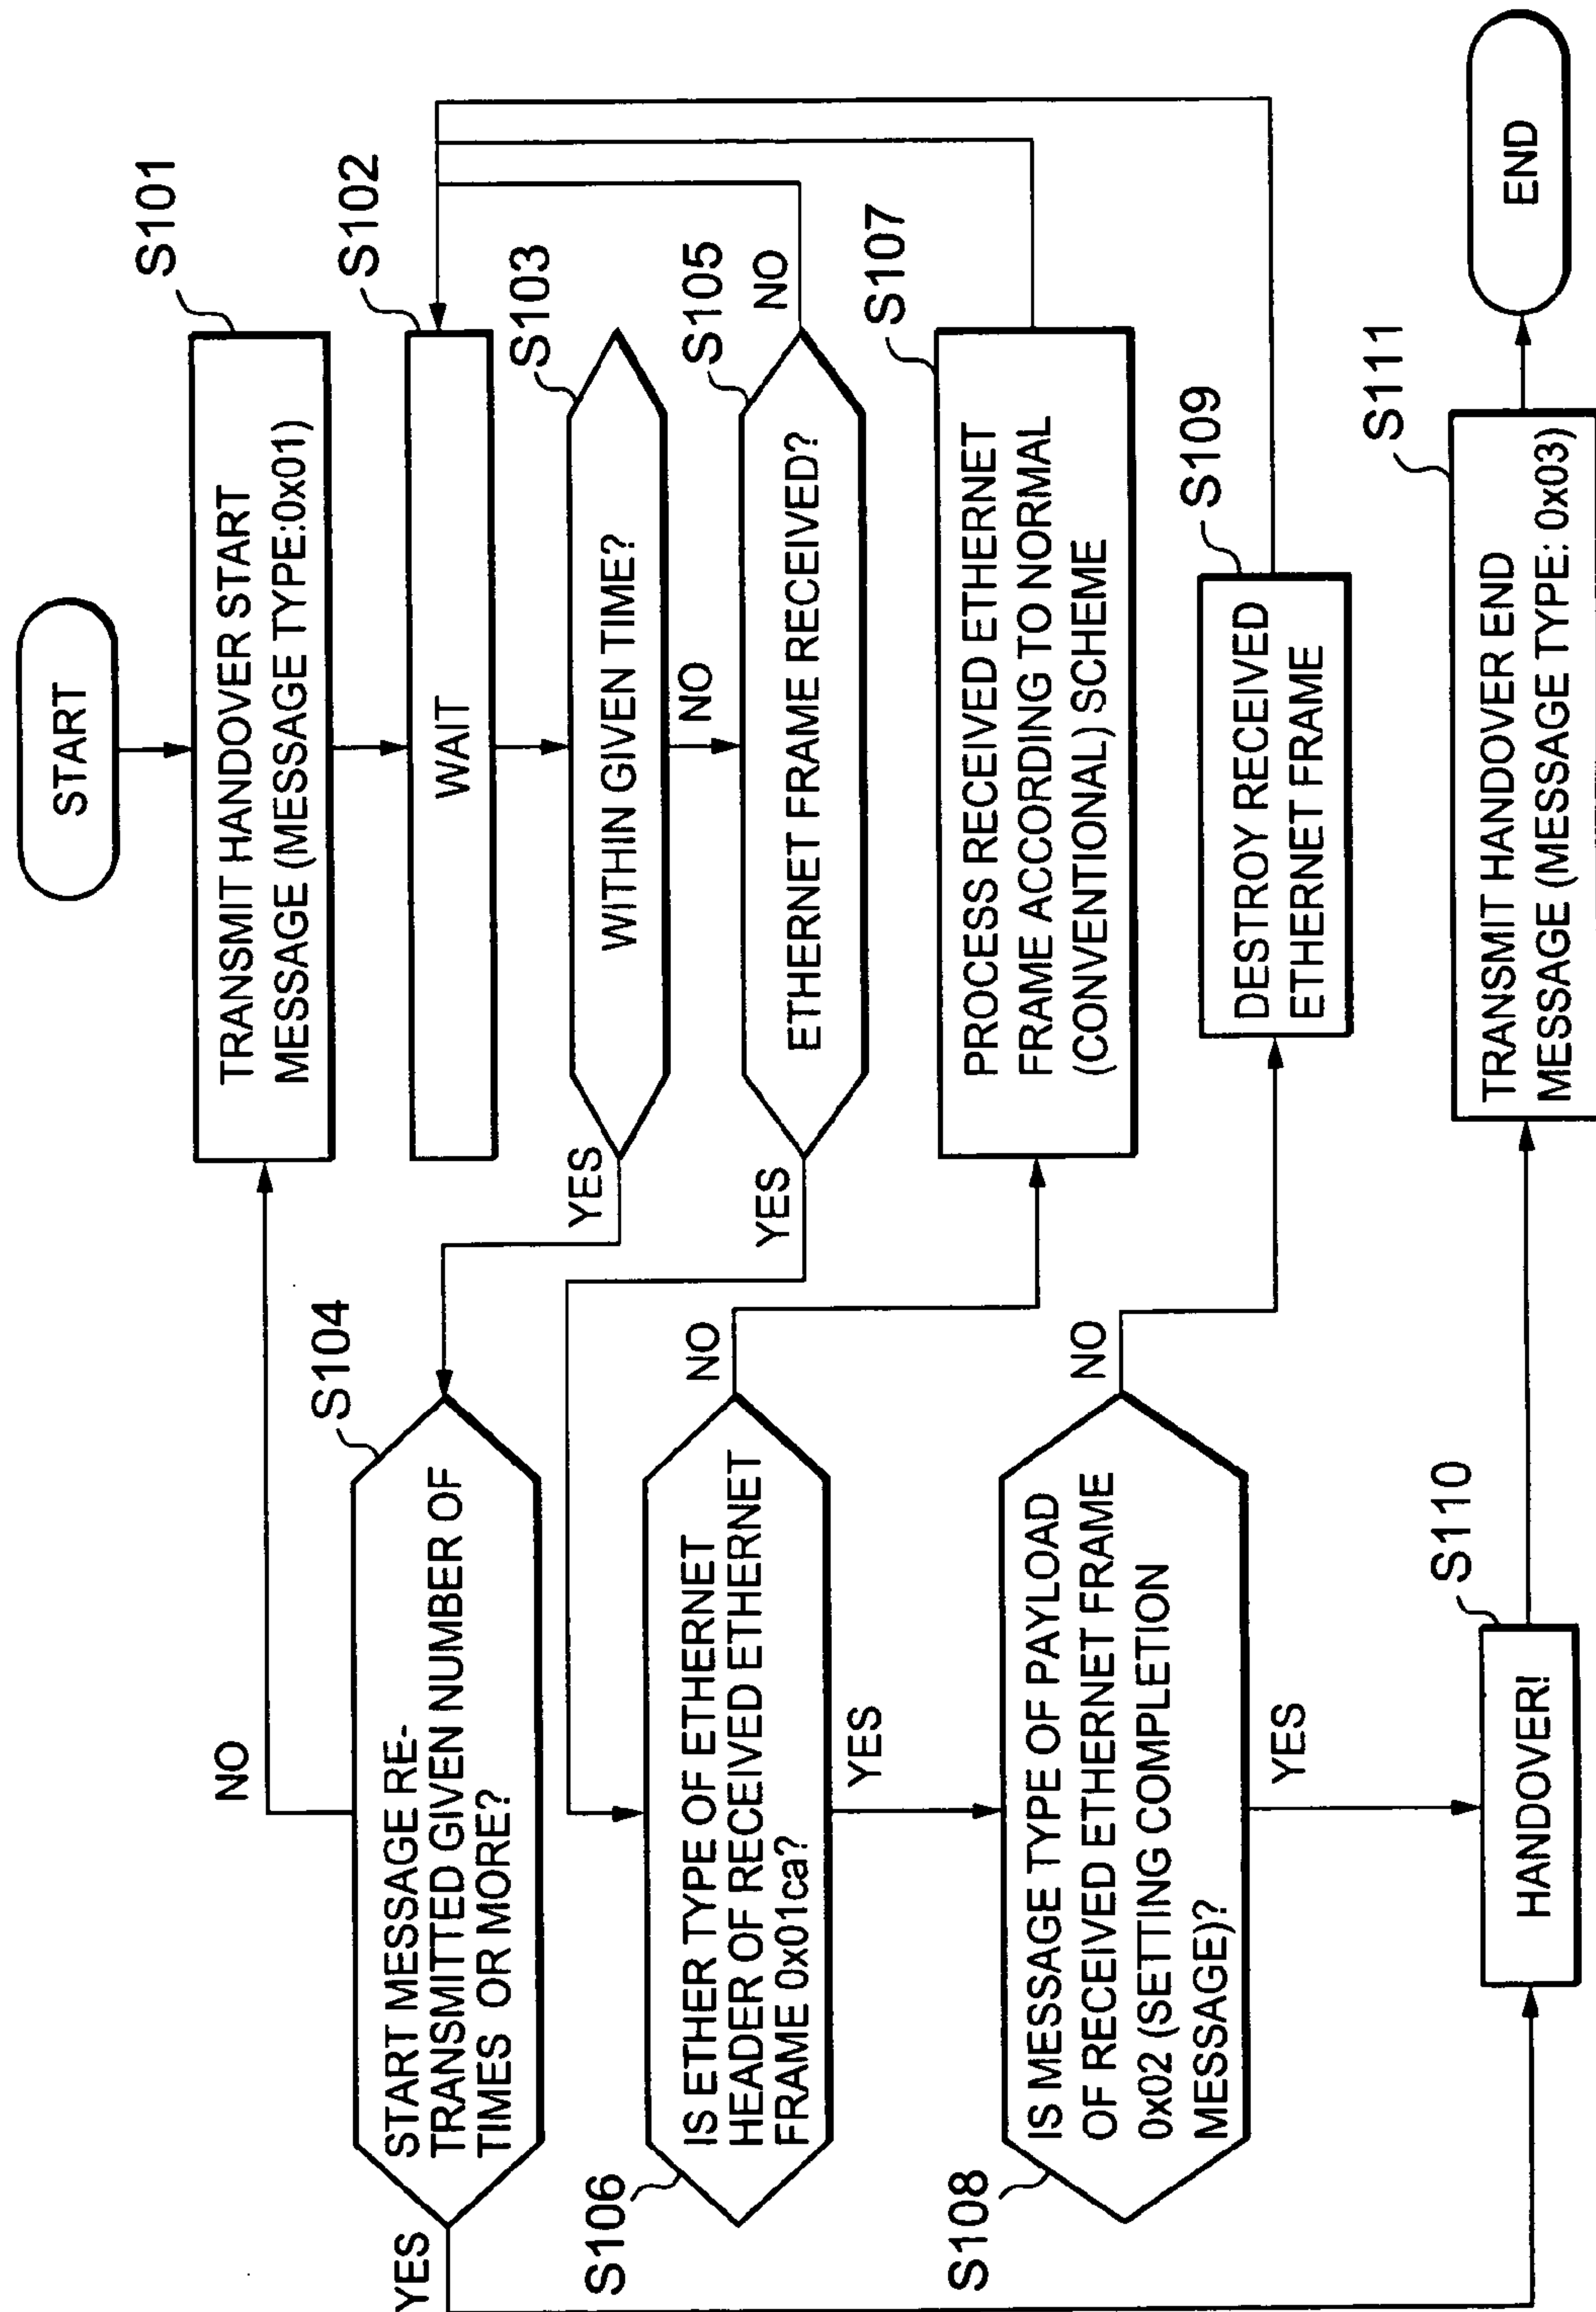 START
S101
TRANSMIT HANDOVER START
MESSAGE (MESSAGE TYPE:0x01)
S102
WAIT
S103
WITHIN GIVEN TIME?
YES
NO
S104
START MESSAGE RE-
TRANSMITTED GIVEN NUMBER OF
TIMES OR MORE?
NO
YES
S105
ETHERNET FRAME RECEIVED?
NO
YES
S106
IS ETHER TYPE OF ETHERNET
HEADER OF RECEIVED ETHERNET
FRAME 0x01ca?
NO
YES
S107
PROCESS RECEIVED ETHERNET
FRAME ACCORDING TO NORMAL
(CONVENTIONAL) SCHEME
S108
IS MESSAGE TYPE OF PAYLOAD
OF RECEIVED ETHERNET FRAME
0x02 (SETTING COMPLETION
MESSAGE)?
NO
YES
S109
DESTROY RECEIVED
ETHERNET FRAME
S110
HANDOVER!
S111
TRANSMIT HANDOVER END
MESSAGE (MESSAGE TYPE: 0x03)
END